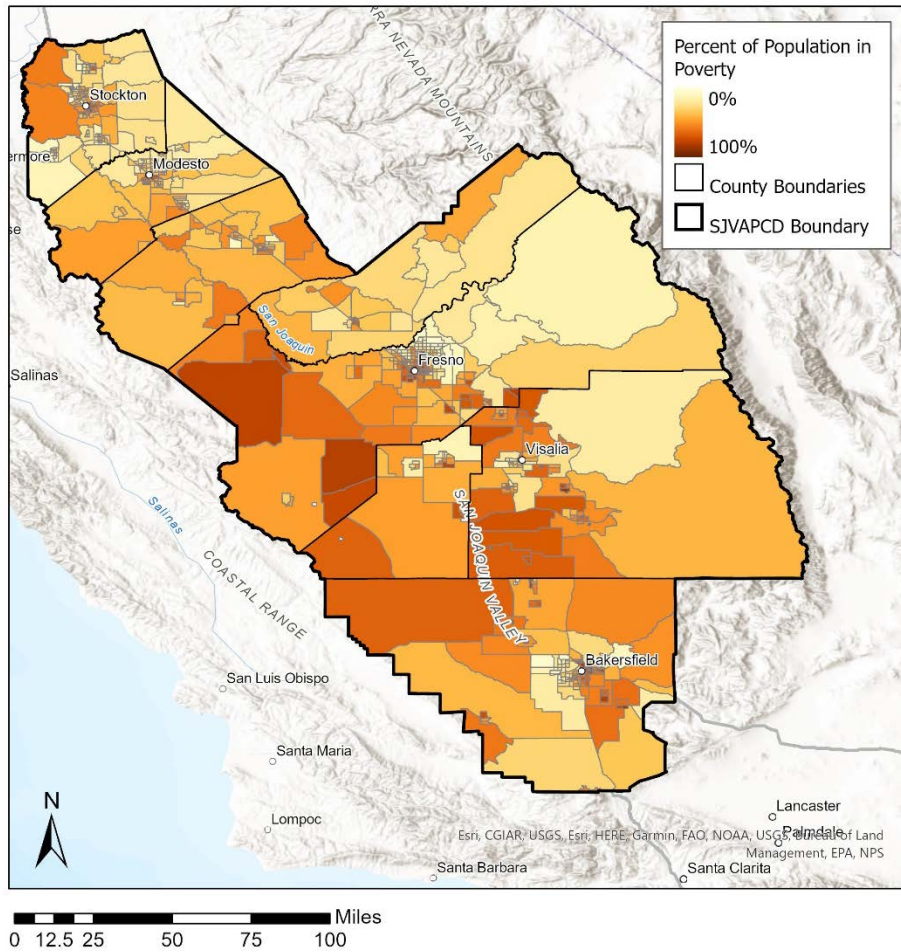 RRA NEVADA MOUNTAINS
Percent of Population in
Poverty
0%
100%
County Boundaries
SJVAPCD Boundary
Stockton
ermore
Modesto
se
San Joaquin
Fresno
Salinas
Visalia
Salinas
COASTAL RANGE
SAN JOAQUIN VALLEY
Bakersfield
San Luis Obispo
Santa Maria
N
Lompoc
Lancaster
Palmdale
Esri, CGIAR, USGS, Esri, HERE, Garmin, FAO, NOAA, USGS, Bureau of Land
Management, EPA, NPS
Santa Barbara
Santa Clarita
Miles
0 12.5 25 50 75 100